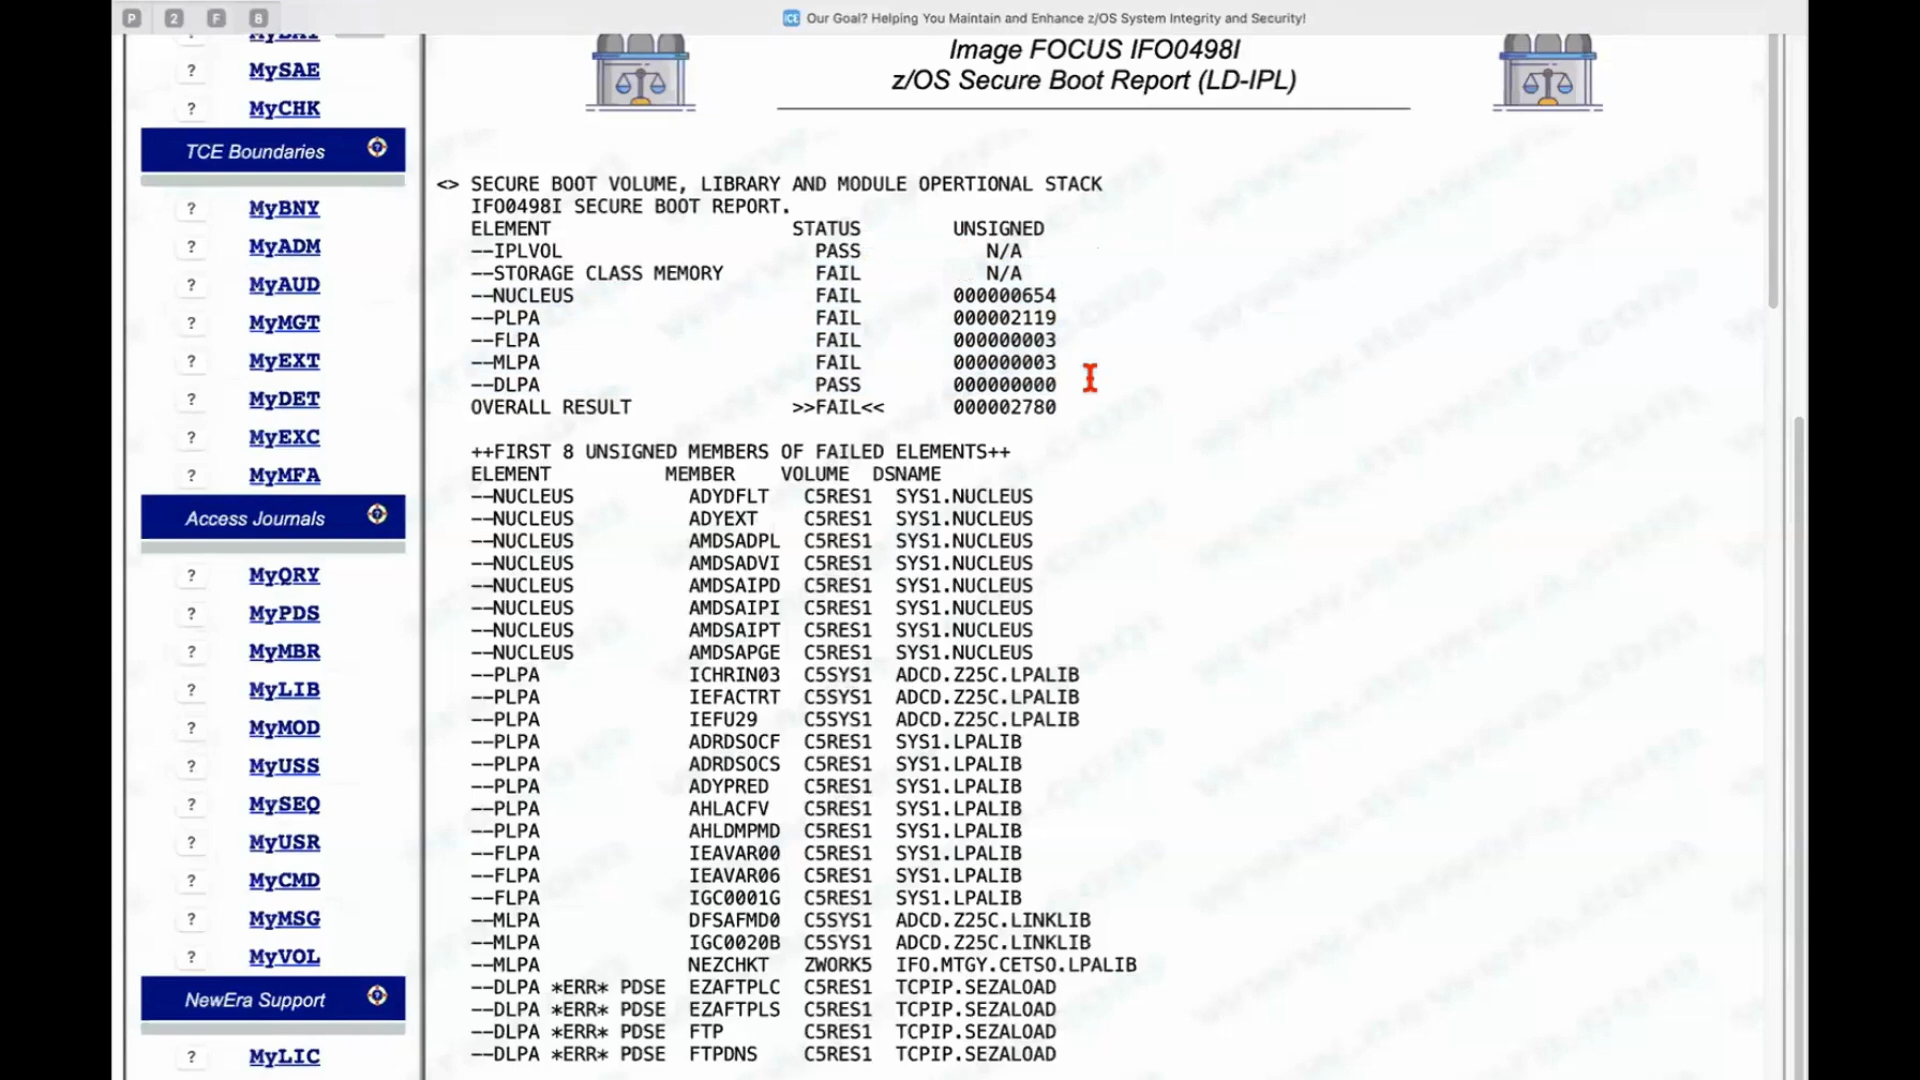 P 2 F 8
Our Goal? Helping You Maintain and Enhance z/OS System Integrity and Security!
? MyBAT
? MySAE
? MyCHK
TCE Boundaries
? MyBNY
? MyADM
? MyAUD
? MyMGT
? MyEXT
? MyDET
? MyEXC
? MyMFA
Access Journals
? MyQRY
? MyPDS
? MyMBR
? MyLIB
? MyMOD
? MyUSS
? MySEQ
? MyUSR
? MyCMD
? MyMSG
? MyVOL
NewEra Support
? MyLIC
Image FOCUS IFO0498I
z/OS Secure Boot Report (LD-IPL)
<> SECURE BOOT VOLUME, LIBRARY AND MODULE OPERTIONAL STACK
IFO0498I SECURE BOOT REPORT.
ELEMENT STATUS UNSIGNED
--IPLVOL PASS N/A
--STORAGE CLASS MEMORY FAIL N/A
--NUCLEUS FAIL 000000654
--PLPA FAIL 000002119
--FLPA FAIL 000000003
--MLPA FAIL 000000003
--DLPA PASS 000000000
OVERALL RESULT >>FAIL<< 000002780
++FIRST 8 UNSIGNED MEMBERS OF FAILED ELEMENTS++
ELEMENT MEMBER VOLUME DSNAME
--NUCLEUS ADYDFLT C5RES1 SYS1.NUCLEUS
--NUCLEUS ADYEXT C5RES1 SYS1.NUCLEUS
--NUCLEUS AMDSADPL C5RES1 SYS1.NUCLEUS
--NUCLEUS AMDSADVI C5RES1 SYS1.NUCLEUS
--NUCLEUS AMDSAIPD C5RES1 SYS1.NUCLEUS
--NUCLEUS AMDSAIPI C5RES1 SYS1.NUCLEUS
--NUCLEUS AMDSAIPT C5RES1 SYS1.NUCLEUS
--NUCLEUS AMDSAPGE C5RES1 SYS1.NUCLEUS
--PLPA ICHRIN03 C5SYS1 ADCD.Z25C.LPALIB
--PLPA IEFACTRT C5SYS1 ADCD.Z25C.LPALIB
--PLPA IEFU29 C5SYS1 ADCD.Z25C.LPALIB
--PLPA ADRDSOCF C5RES1 SYS1.LPALIB
--PLPA ADRDSOCS C5RES1 SYS1.LPALIB
--PLPA ADYPRED C5RES1 SYS1.LPALIB
--PLPA AHLACFV C5RES1 SYS1.LPALIB
--PLPA AHLDMPMD C5RES1 SYS1.LPALIB
--FLPA IEAVAR00 C5RES1 SYS1.LPALIB
--FLPA IEAVAR06 C5RES1 SYS1.LPALIB
--FLPA IGC0001G C5RES1 SYS1.LPALIB
--MLPA DFSAFMD0 C5SYS1 ADCD.Z25C.LINKLIB
--MLPA IGC0020B C5SYS1 ADCD.Z25C.LINKLIB
--MLPA NEZCHKT ZWORK5 IFO.MTGY.CETSO.LPALIB
--DLPA *ERR* PDSE EZAFTPLC C5RES1 TCPIP.SEZALOAD
--DLPA *ERR* PDSE EZAFTPLS C5RES1 TCPIP.SEZALOAD
--DLPA *ERR* PDSE FTP C5RES1 TCPIP.SEZALOAD
--DLPA *ERR* PDSE FTPDNS C5RES1 TCPIP.SEZALOAD